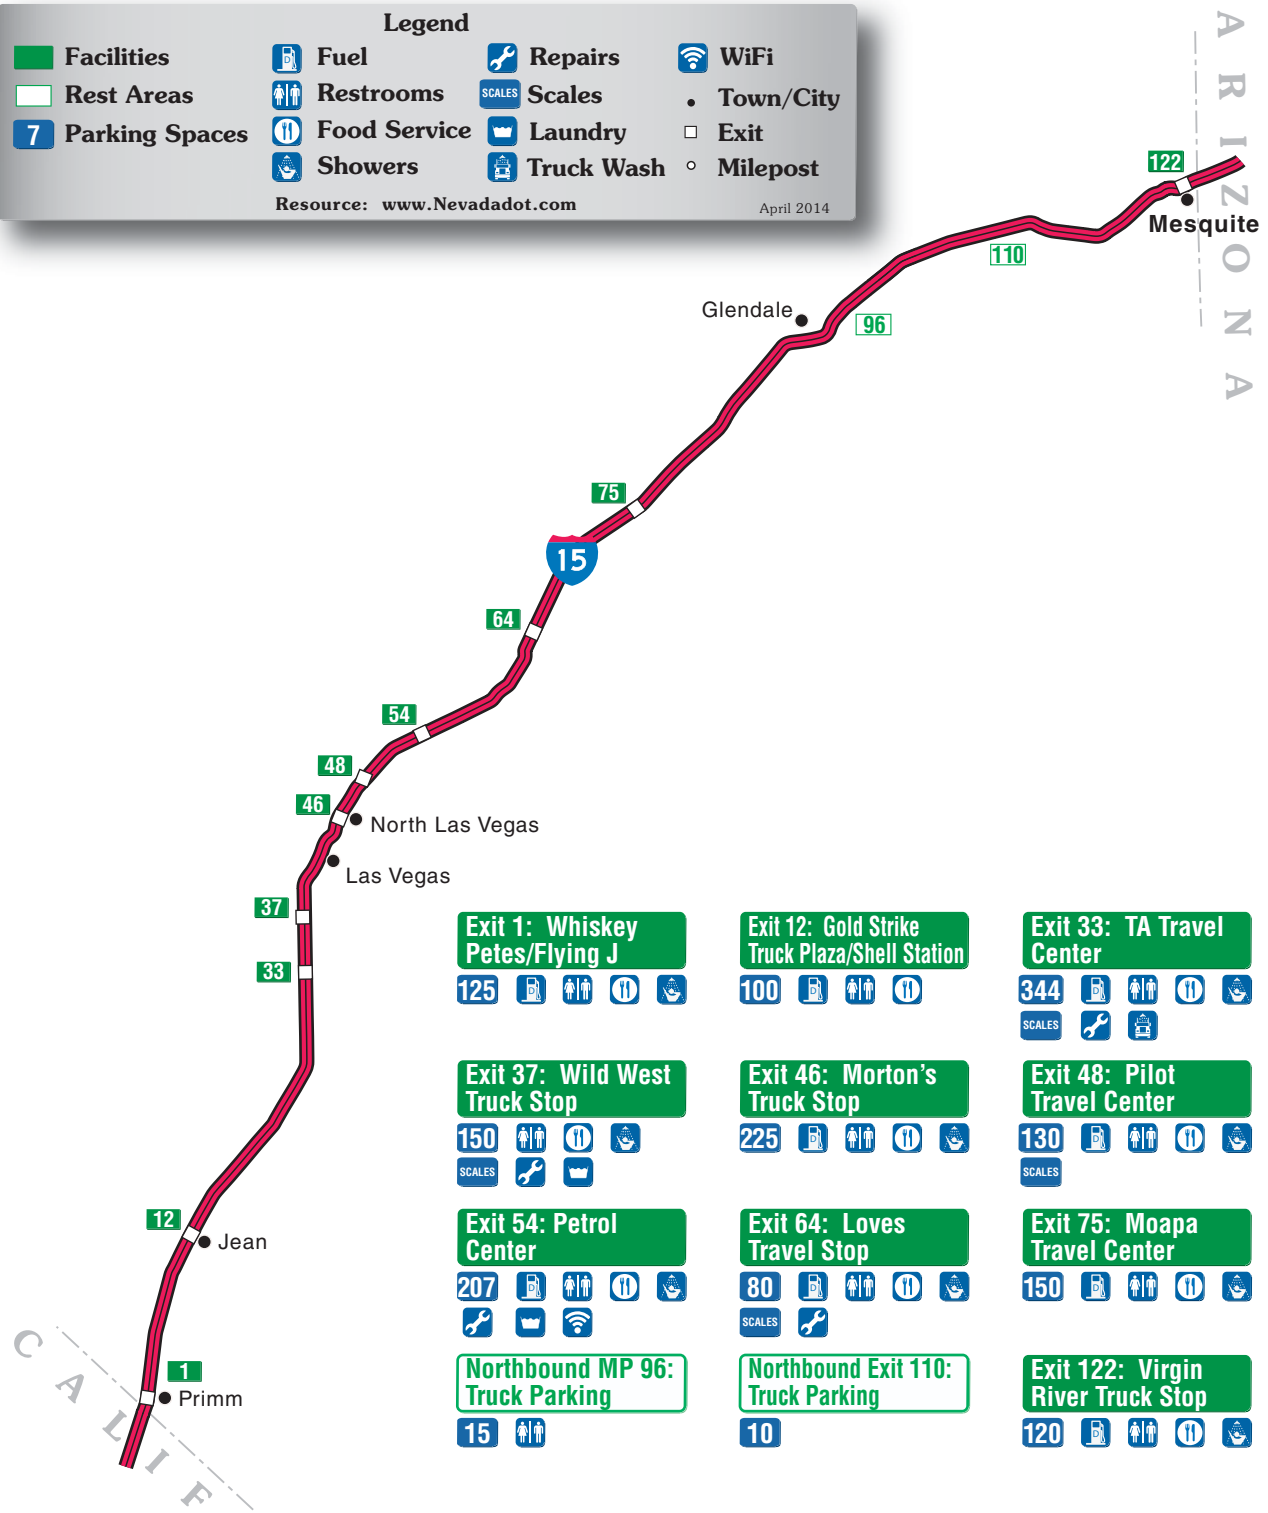 Legend
Facilities
Rest Areas
7 Parking Spaces
D Fuel
Restrooms
Food Service
Showers
Repairs
SCALES Scales
Laundry
Truck Wash
WiFi
Town/City
Exit
Milepost
Resource: www.Nevadadot.com
April 2014
ARIZONA
122
Mesquite
110
Glendale
96
75
15
64
54
48
46
North Las Vegas
Las Vegas
37
33
12
Jean
1
Primm
CALIF
Exit 1: Whiskey
Petes/Flying J
125 D
Exit 12: Gold Strike
Truck Plaza/Shell Station
100 D
Exit 33: TA Travel
Center
344 D
SCALES
Exit 37: Wild West
Truck Stop
150
SCALES
Exit 46: Morton's
Truck Stop
225 D
Exit 48: Pilot
Travel Center
130 D
SCALES
Exit 54: Petrol
Center
207 D
Exit 64: Loves
Travel Stop
80 D
SCALES
Exit 75: Moapa
Travel Center
150 D
Northbound MP 96:
Truck Parking
15
Northbound Exit 110:
Truck Parking
10
Exit 122: Virgin
River Truck Stop
120 D